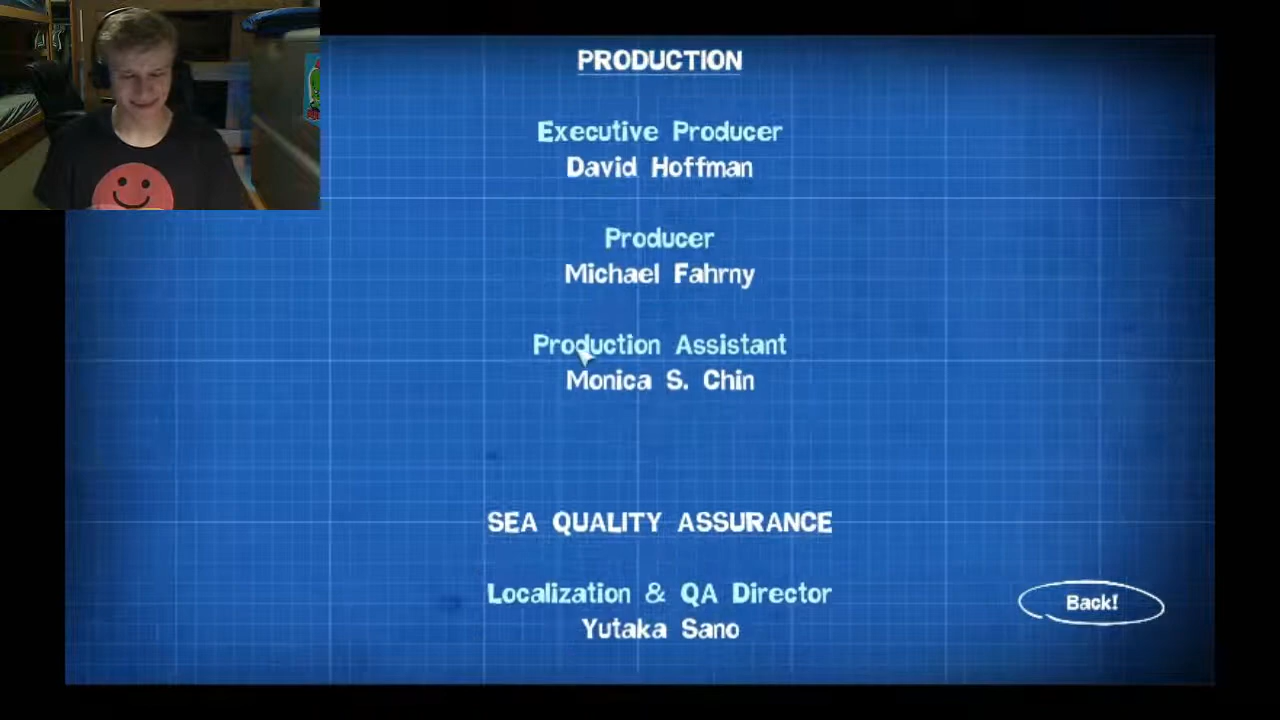 PRODUCTION
Executive Producer
David Hoffman
Producer
Michael Fahrny
Production Assistant
Monica S. Chin
SEA QUALITY ASSURANCE
Localization & QA Director
Yutaka Sano
Back!